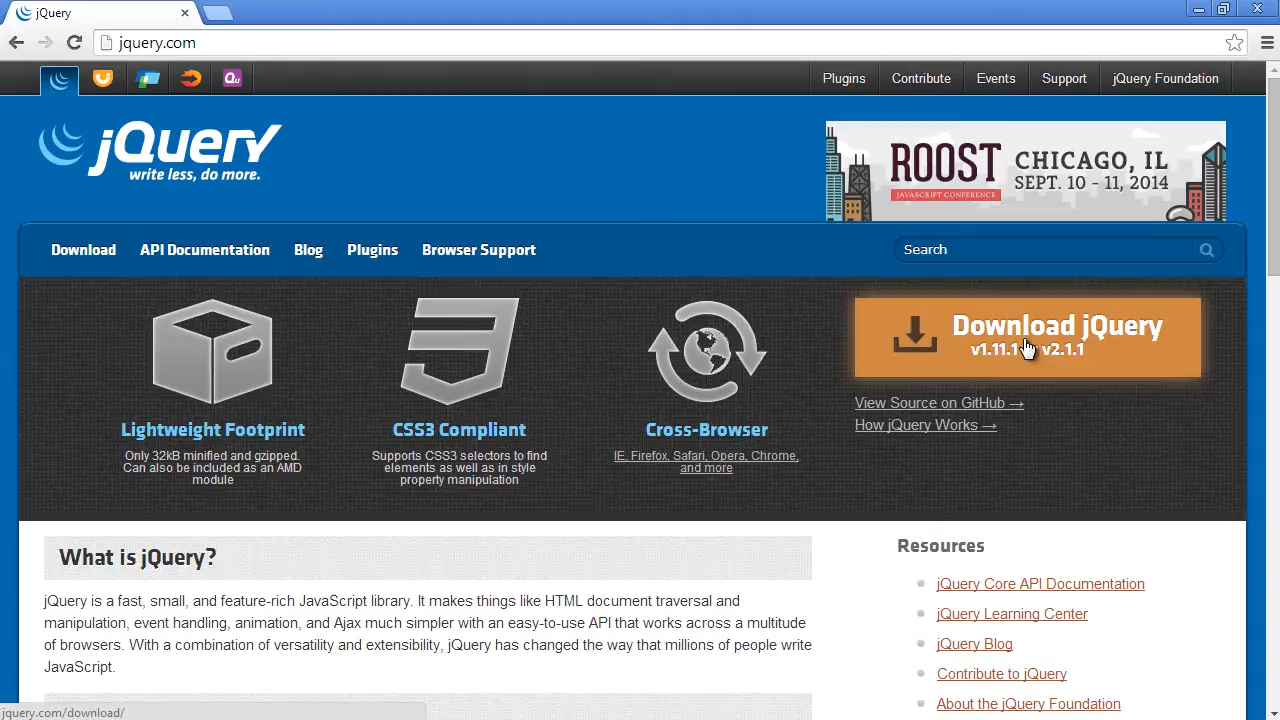 jQuery
jquery.com
Qu
Plugins
Contribute
Events
Support
jQuery Foundation
jQuery
write less, do more.
ROOST
JAVASCRIPT CONFERENCE
CHICAGO, IL
SEPT. 10 - 11, 2014
Download
API Documentation
Blog
Plugins
Browser Support
Search
Lightweight Footprint
Only 32kB minified and gzipped.
Can also be included as an AMD
module
CSS3 Compliant
Supports CSS3 selectors to find
elements as well as in style
property manipulation
Cross-Browser
IE, Firefox, Safari, Opera, Chrome,
and more
Download jQuery
v1.11.1 v2.1.1
View Source on GitHub →
How jQuery Works →
What is jQuery?
jQuery is a fast, small, and feature-rich JavaScript library. It makes things like HTML document traversal and
manipulation, event handling, animation, and Ajax much simpler with an easy-to-use API that works across a multitude
of browsers. With a combination of versatility and extensibility, jQuery has changed the way that millions of people write
JavaScript.
Resources
jQuery Core API Documentation
jQuery Learning Center
jQuery Blog
Contribute to jQuery
About the jQuery Foundation
jquery.com/download/